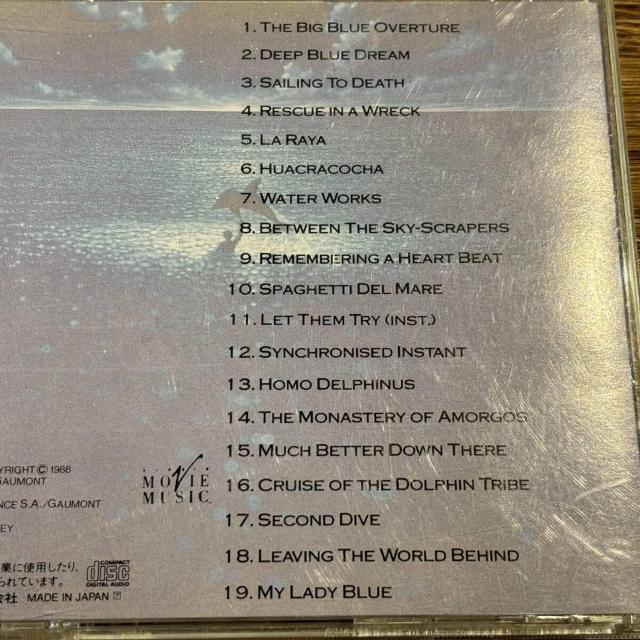 1. THE BIG BLUE OVERTURE
2. DEEP BLUE DREAM
3. SAILING TO DEATH
4. RESCUE IN A WRECK
5. LA RAYA
6. HUACRACOCHA
7. WATER WORKS
8. BETWEEN THE SKY-SCRAPERS
9. REMEMBERING A HEART BEAT
10. SPAGHETTI DEL MARE
11. LET THEM TRY (INST.)
12. SYNCHRONISED INSTANT
13. HOMO DELPHINUS
14. THE MONASTERY OF AMORGOS
15. MUCH BETTER DOWN THERE
16. CRUISE OF THE DOLPHIN TRIBE
17. SECOND DIVE
18. LEAVING THE WORLD BEHIND
19. MY LADY BLUE
YRIGHT © 1988
GAUMONT
NCE S.A./GAUMONT
EY
MOVIE
MUSIC
業に使用したり,
られています。
会社 MADE IN JAPAN
COMPACT
disc
DIGITAL AUDIO